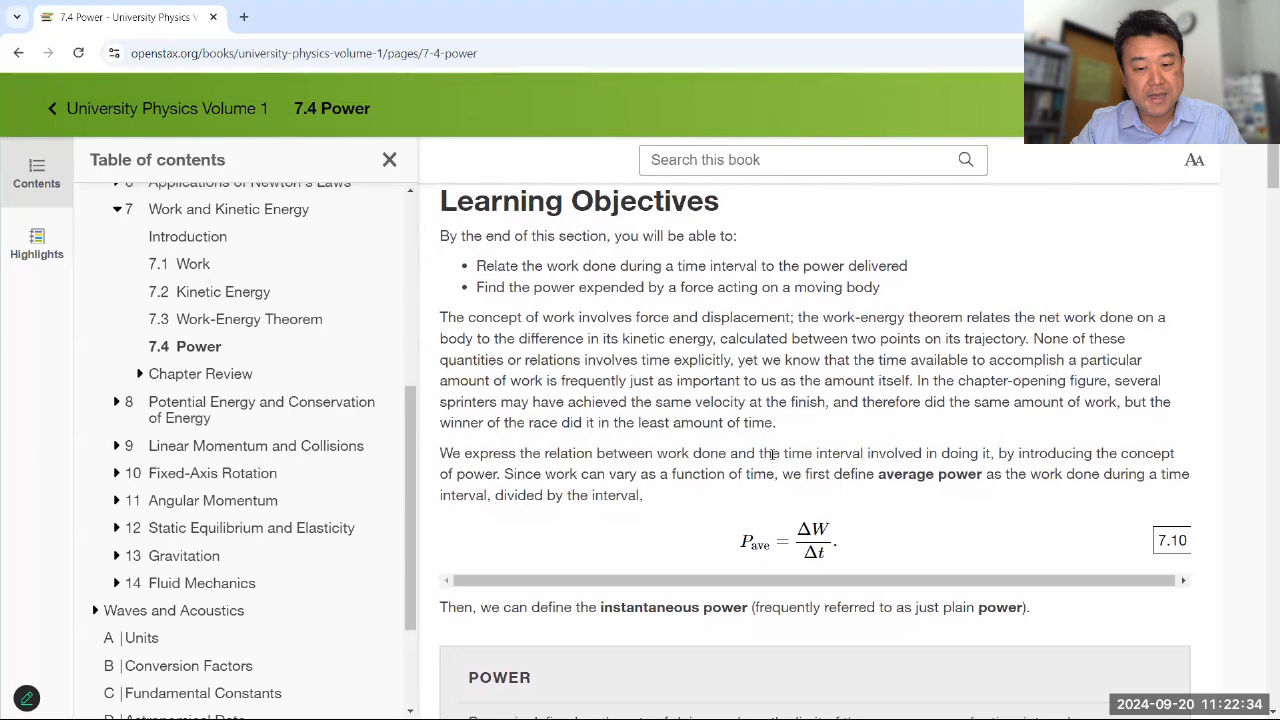 7.4 Power - University Physics V
openstax.org/books/university-physics-volume-1/pages/7-4-power
University Physics Volume 1 7.4 Power
Contents
Highlights
Table of contents
6 Applications of Newton's Laws
7 Work and Kinetic Energy
Introduction
7.1 Work
7.2 Kinetic Energy
7.3 Work-Energy Theorem
7.4 Power
Chapter Review
8 Potential Energy and Conservation
of Energy
9 Linear Momentum and Collisions
10 Fixed-Axis Rotation
11 Angular Momentum
12 Static Equilibrium and Elasticity
13 Gravitation
14 Fluid Mechanics
Waves and Acoustics
A | Units
B | Conversion Factors
C | Fundamental Constants
Search this book
AA
Learning Objectives
By the end of this section, you will be able to:
• Relate the work done during a time interval to the power delivered
• Find the power expended by a force acting on a moving body
The concept of work involves force and displacement; the work-energy theorem relates the net work done on a
body to the difference in its kinetic energy, calculated between two points on its trajectory. None of these
quantities or relations involves time explicitly, yet we know that the time available to accomplish a particular
amount of work is frequently just as important to us as the amount itself. In the chapter-opening figure, several
sprinters may have achieved the same velocity at the finish, and therefore did the same amount of work, but the
winner of the race did it in the least amount of time.
We express the relation between work done and the time interval involved in doing it, by introducing the concept
of power. Since work can vary as a function of time, we first define average power as the work done during a time
interval, divided by the interval,
P_ave = ΔW/Δt. 7.10
Then, we can define the instantaneous power (frequently referred to as just plain power).
POWER
2024-09-20 11:22:34